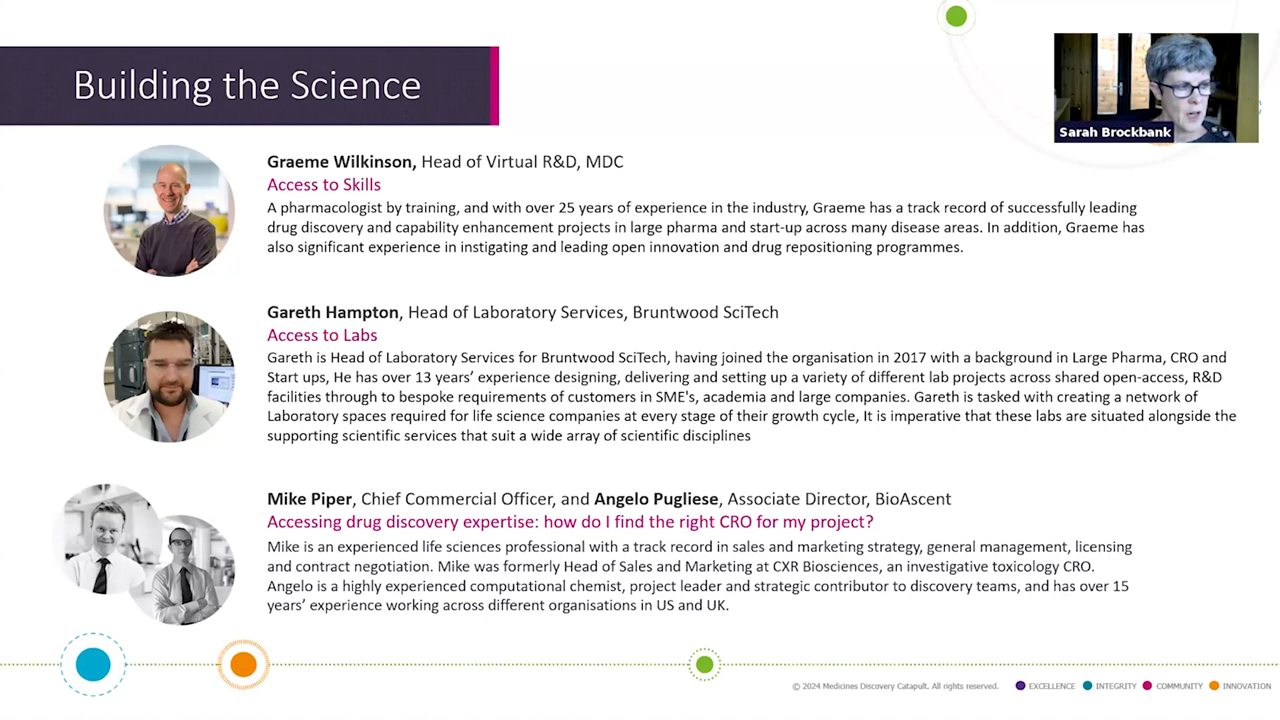 Building the Science
Sarah Brockbank
Graeme Wilkinson, Head of Virtual R&D, MDC
Access to Skills
A pharmacologist by training, and with over 25 years of experience in the industry, Graeme has a track record of successfully leading
drug discovery and capability enhancement projects in large pharma and start-up across many disease areas. In addition, Graeme has
also significant experience in instigating and leading open innovation and drug repositioning programmes.
Gareth Hampton, Head of Laboratory Services, Bruntwood SciTech
Access to Labs
Gareth is Head of Laboratory Services for Bruntwood SciTech, having joined the organisation in 2017 with a background in Large Pharma, CRO and
Start ups, He has over 13 years’ experience designing, delivering and setting up a variety of different lab projects across shared open-access, R&D
facilities through to bespoke requirements of customers in SME's, academia and large companies. Gareth is tasked with creating a network of
Laboratory spaces required for life science companies at every stage of their growth cycle, It is imperative that these labs are situated alongside the
supporting scientific services that suit a wide array of scientific disciplines
Mike Piper, Chief Commercial Officer, and Angelo Pugliese, Associate Director, BioAscent
Accessing drug discovery expertise: how do I find the right CRO for my project?
Mike is an experienced life sciences professional with a track record in sales and marketing strategy, general management, licensing
and contract negotiation. Mike was formerly Head of Sales and Marketing at CXR Biosciences, an investigative toxicology CRO.
Angelo is a highly experienced computational chemist, project leader and strategic contributor to discovery teams, and has over 15
years’ experience working across different organisations in US and UK.
© 2024 Medicines Discovery Catapult. All rights reserved.
EXCELLENCE INTEGRITY COMMUNITY INNOVATION